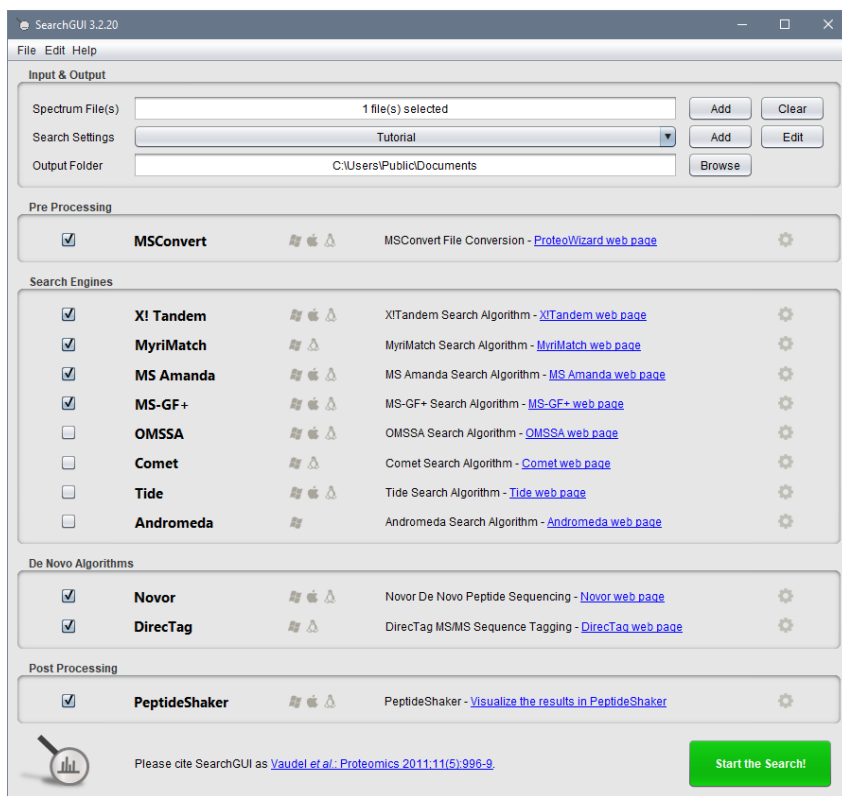 SearchGUI 3.2.20
File Edit Help
Input & Output
Spectrum File(s) 1 file(s) selected Add Clear
Search Settings Tutorial Add Edit
Output Folder C:\Users\Public\Documents Browse
Pre Processing
MSConvert MSConvert File Conversion - ProteoWizard web page
Search Engines
X! Tandem X!Tandem Search Algorithm - X!Tandem web page
MyriMatch MyriMatch Search Algorithm - MyriMatch web page
MS Amanda MS Amanda Search Algorithm - MS Amanda web page
MS-GF+ MS-GF+ Search Algorithm - MS-GF+ web page
OMSSA OMSSA Search Algorithm - OMSSA web page
Comet Comet Search Algorithm - Comet web page
Tide Tide Search Algorithm - Tide web page
Andromeda Andromeda Search Algorithm - Andromeda web page
De Novo Algorithms
Novor Novor De Novo Peptide Sequencing - Novor web page
DirecTag DirecTag MS/MS Sequence Tagging - DirecTag web page
Post Processing
PeptideShaker PeptideShaker - Visualize the results in PeptideShaker
Please cite SearchGUI as Vaudel et al.: Proteomics 2011;11(5):996-9. Start the Search!